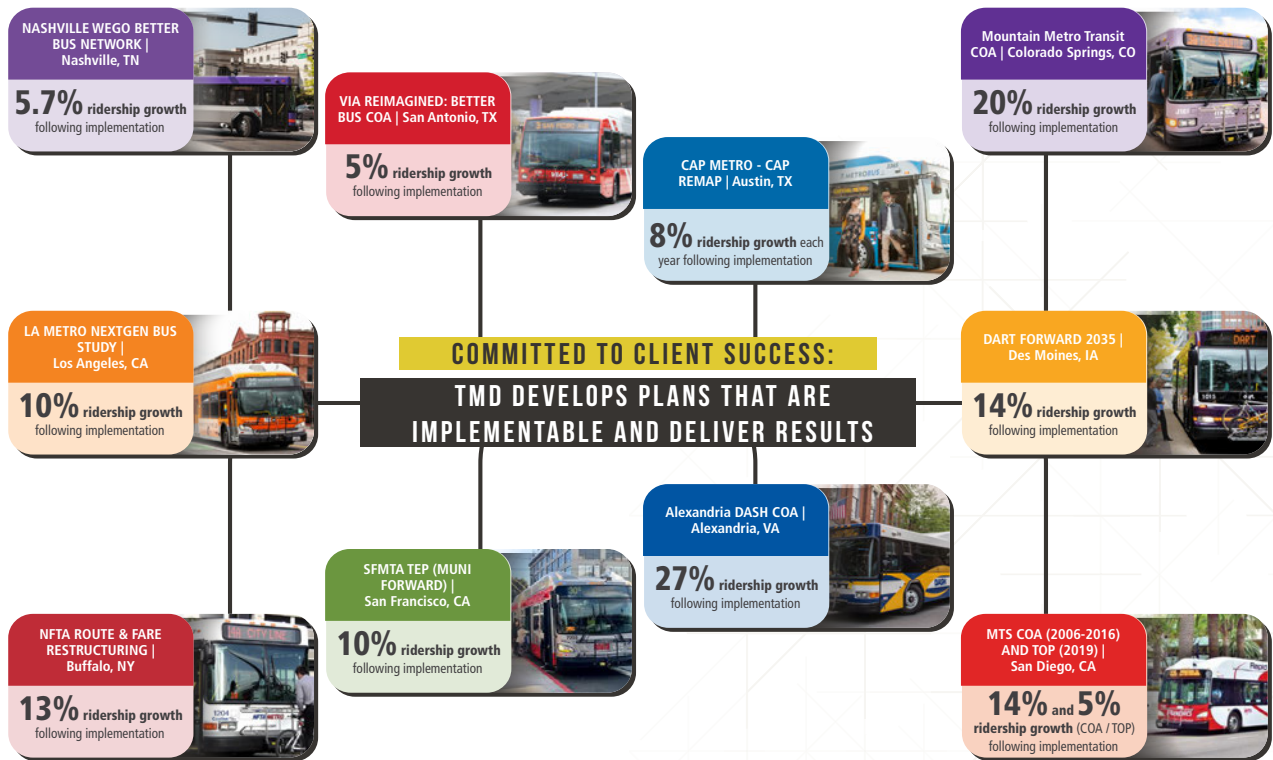 NASHVILLE WEGO BETTER
BUS NETWORK |
Nashville, TN
5.7% ridership growth
following implementation
VIA REIMAGINED: BETTER
BUS COA | San Antonio, TX
5% ridership growth
following implementation
CAP METRO - CAP
REMAP | Austin, TX
8% ridership growth each
year following implementation
Mountain Metro Transit
COA | Colorado Springs, CO
20% ridership growth
following implementation
LA METRO NEXTGEN BUS
STUDY |
Los Angeles, CA
10% ridership growth
following implementation
COMMITTED TO CLIENT SUCCESS:
TMD DEVELOPS PLANS THAT ARE
IMPLEMENTABLE AND DELIVER RESULTS
DART FORWARD 2035 |
Des Moines, IA
14% ridership growth
following implementation
DART
1015
NFTA ROUTE & FARE
RESTRUCTURING |
Buffalo, NY
13% ridership growth
following implementation
1204
NFTA METRO
SFMTA TEP (MUNI
FORWARD) |
San Francisco, CA
10% ridership growth
following implementation
Alexandria DASH COA |
Alexandria, VA
27% ridership growth
following implementation
MTS COA (2006-2016)
AND TOP (2019) |
San Diego, CA
14% and 5%
ridership growth (COA / TOP)
following implementation